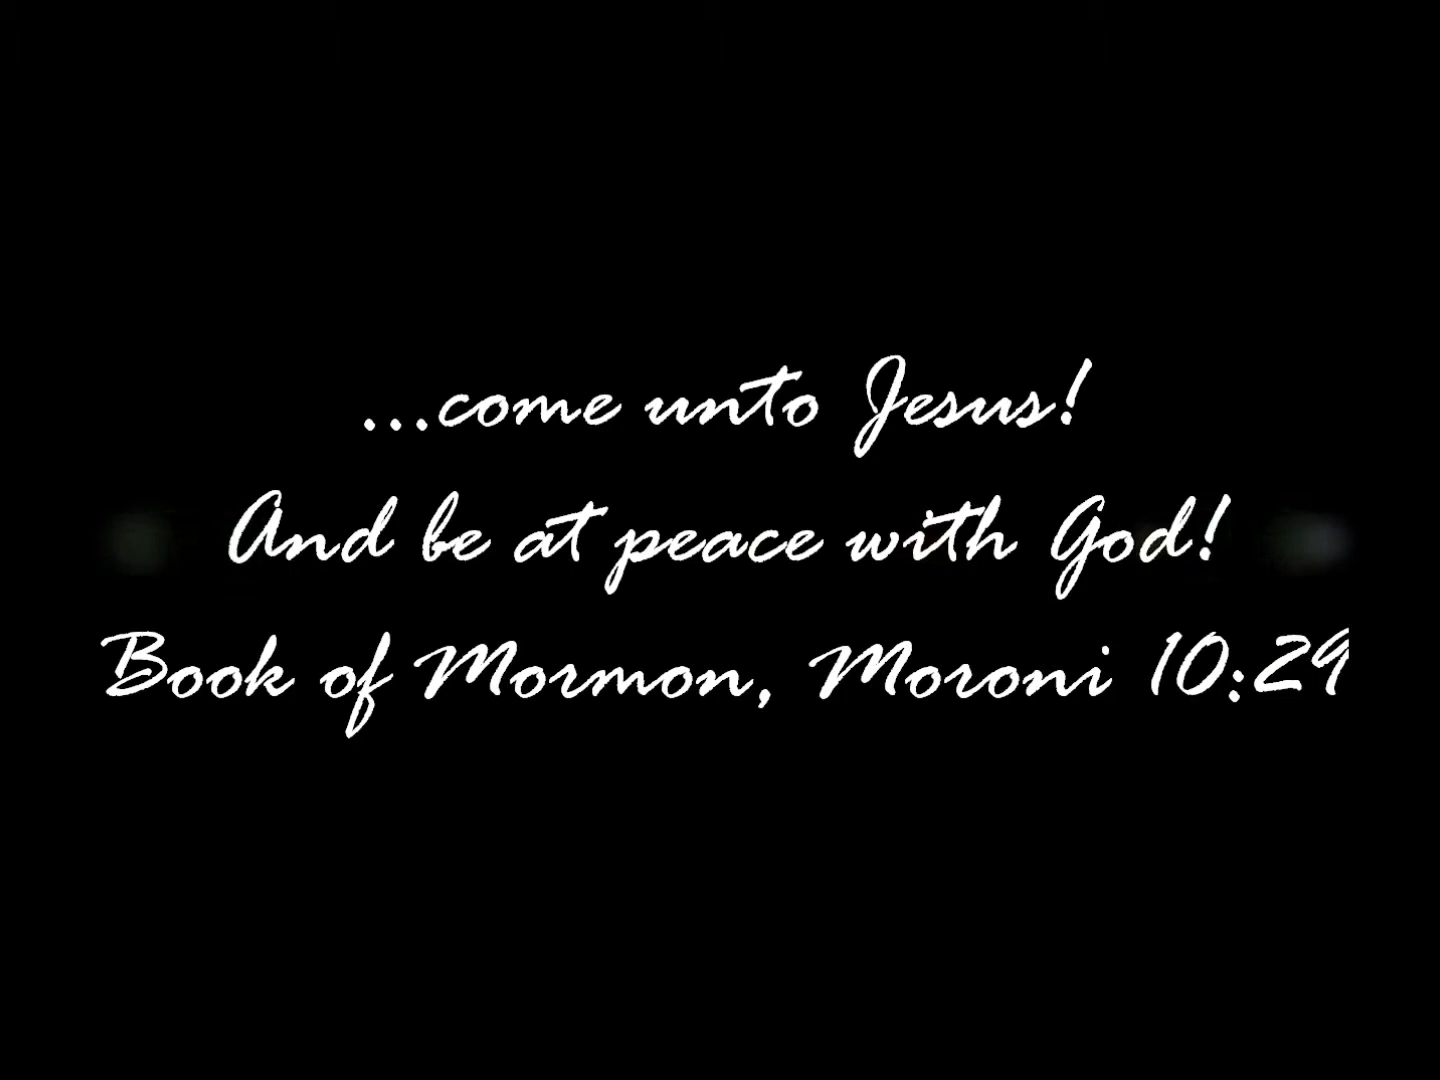 ...come unto Jesus!
And be at peace with God!
Book of Mormon, Moroni 10:29